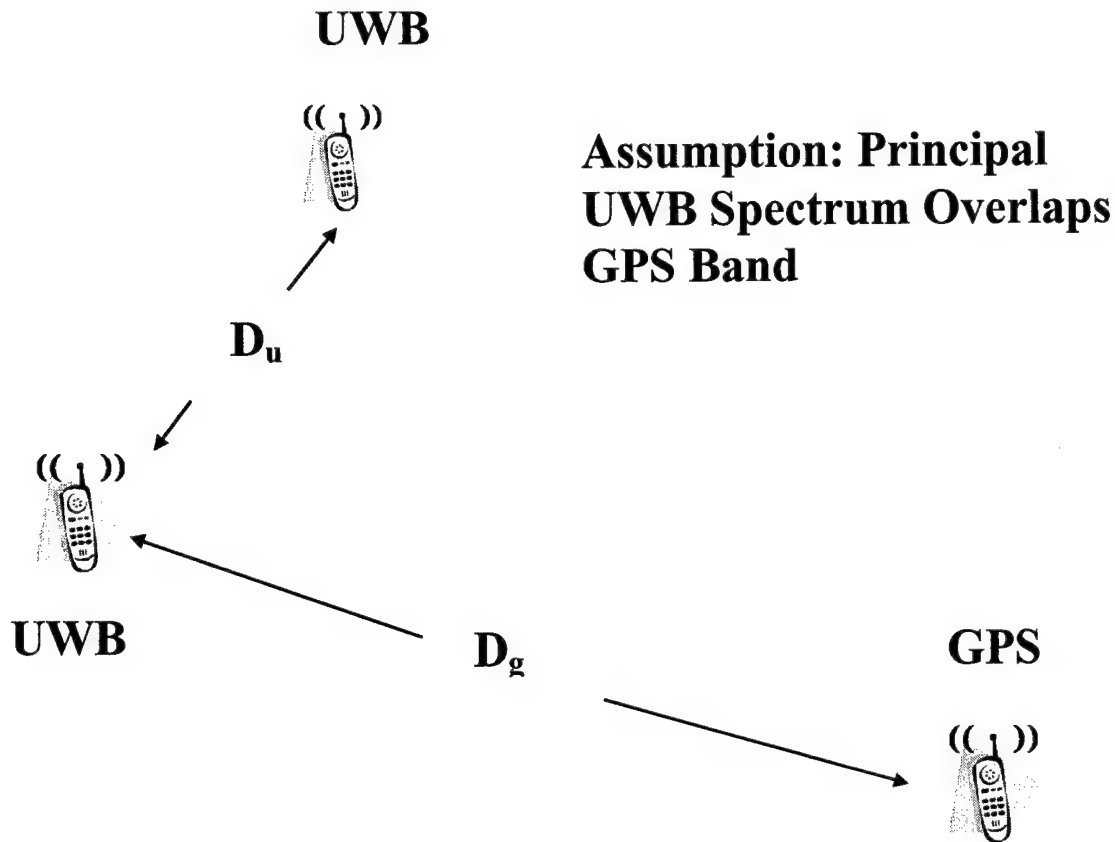 UWB
Assumption: Principal
UWB Spectrum Overlaps
GPS Band
Du
UWB
Dg
GPS